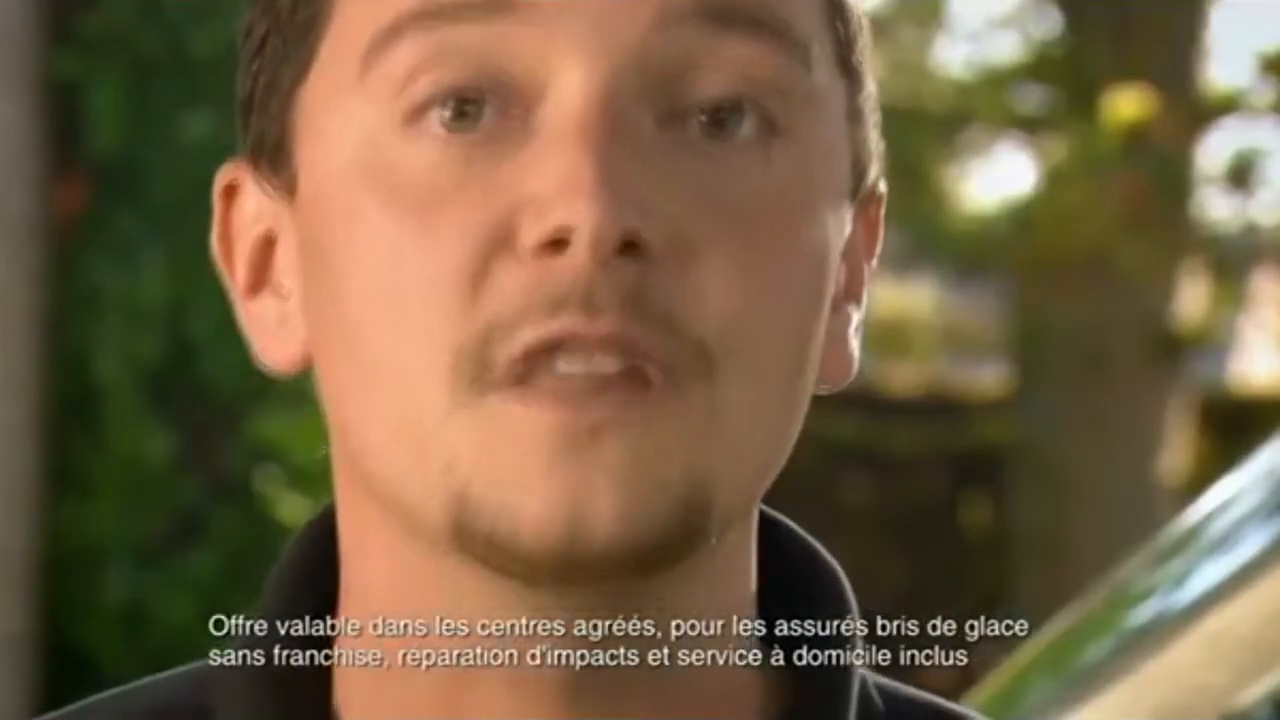 Offre valable dans les centres agréés, pour les assurés bris de glace
sans franchise, réparation d'impacts et service à domicile inclus